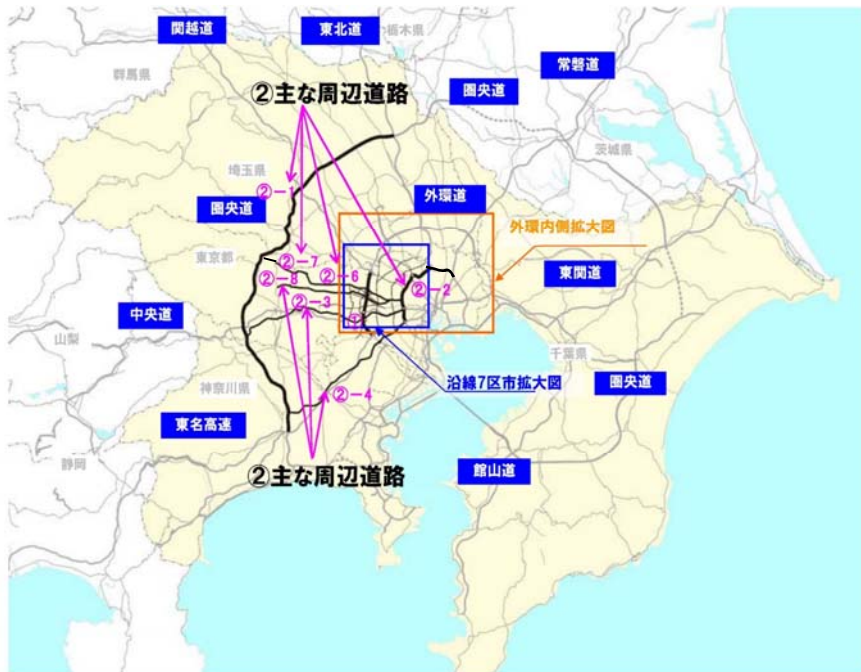 関越道
東北道
栃木県
常磐道
群馬県
②主な周辺道路
圏央道
茨城県
埼玉県
②-1
外環道
圏央道
外環内側拡大図
東京都
②-7
東関道
②-8
②-6
②-2
②-3
中央道
①
山梨
千葉県
沿線7区市拡大図
圏央道
神奈川県
②-4
東名高速
静岡
②主な周辺道路
館山道